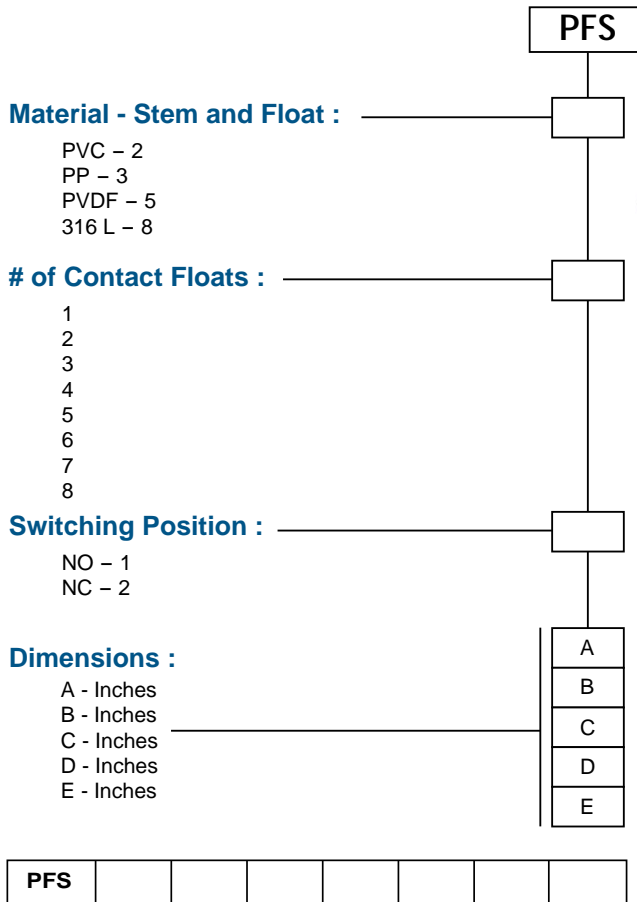 PFS
Material - Stem and Float :
PVC – 2
PP – 3
PVDF – 5
316 L – 8
# of Contact Floats :
1
2
3
4
5
6
7
8
Switching Position :
NO – 1
NC – 2
Dimensions :
A - Inches
B - Inches
C - Inches
D - Inches
E - Inches
A
B
C
D
E
PFS